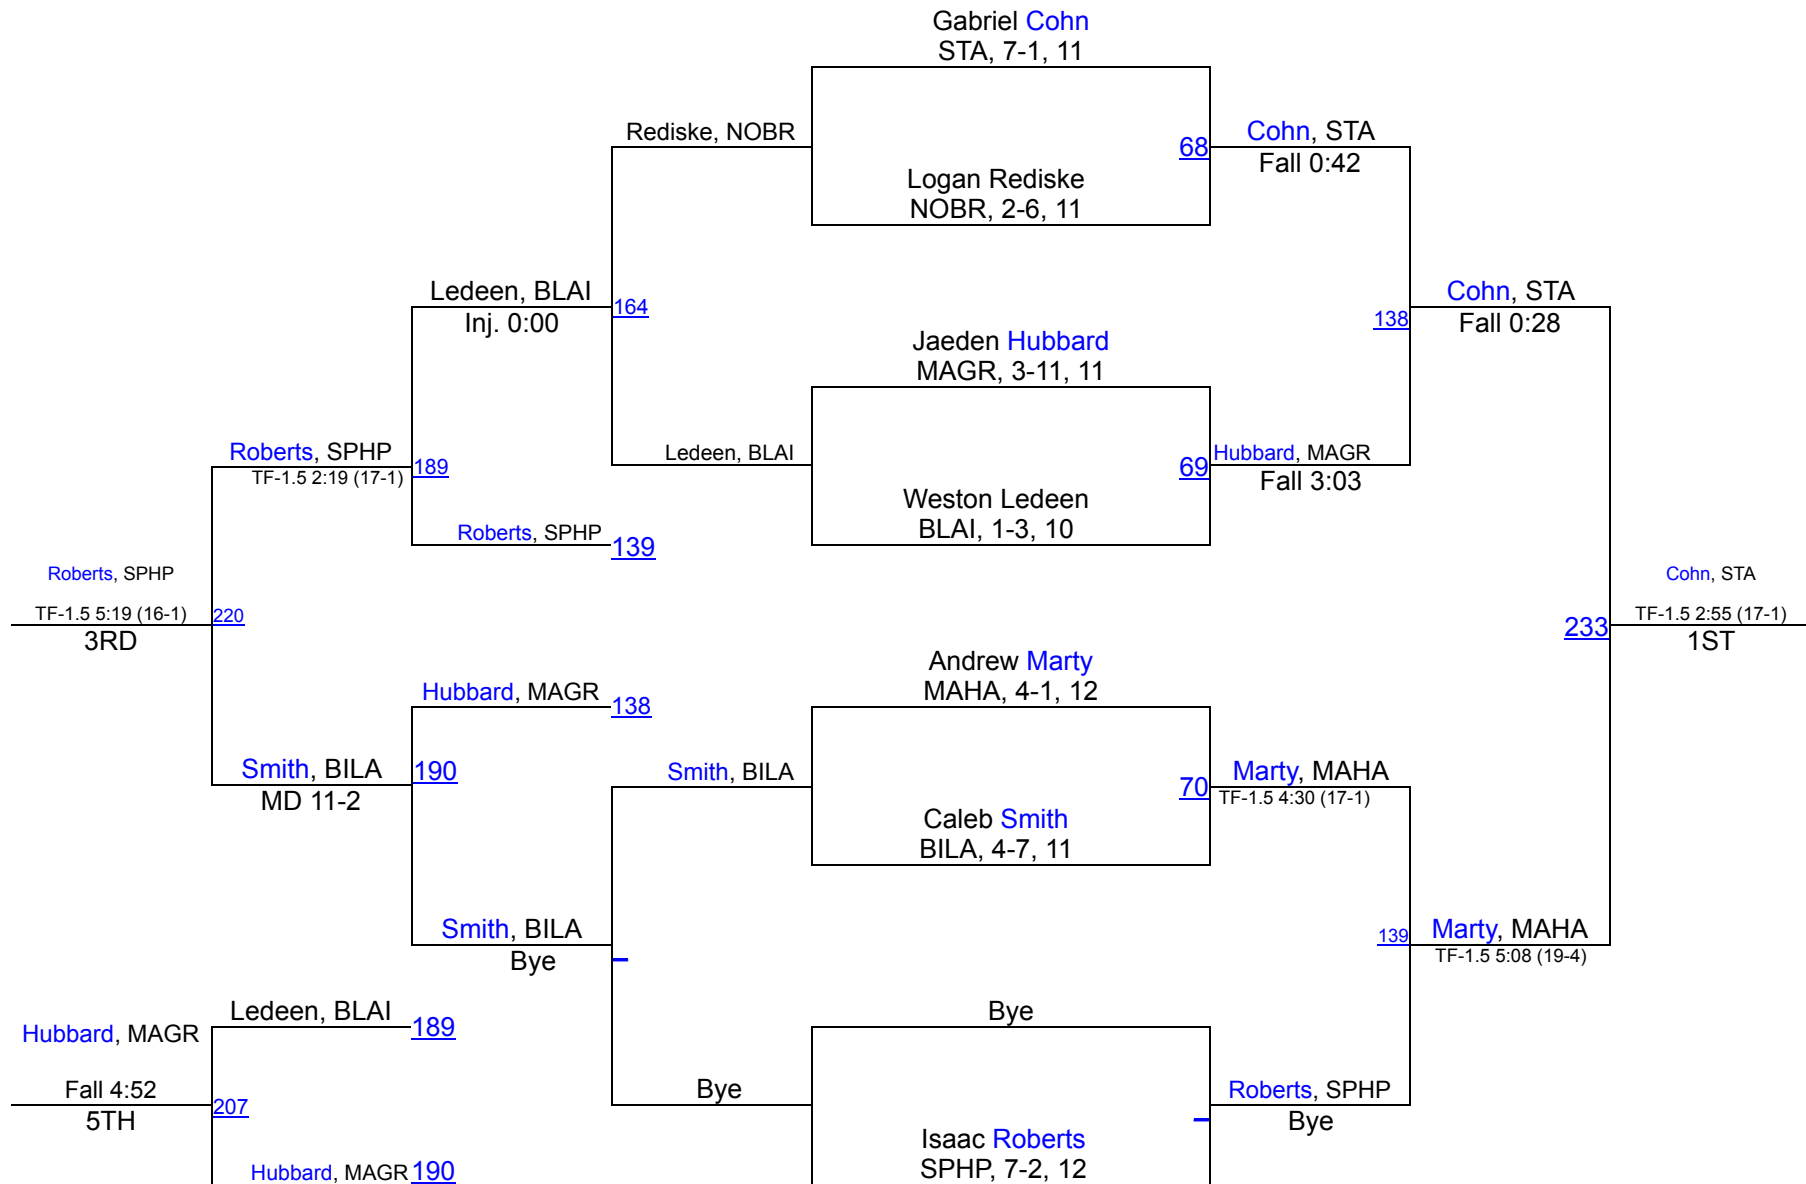 Gabriel Cohn
STA, 7-1, 11
Rediske, NOBR
68
Cohn, STA
Fall 0:42
Logan Rediske
NOBR, 2-6, 11
Ledeen, BLAI
Inj. 0:00
164
138
Cohn, STA
Fall 0:28
Jaeden Hubbard
MAGR, 3-11, 11
Roberts, SPHP
TF-1.5 2:19 (17-1)
189
Ledeen, BLAI
69
Hubbard, MAGR
Fall 3:03
Weston Ledeen
BLAI, 1-3, 10
Roberts, SPHP
139
Roberts, SPHP
TF-1.5 5:19 (16-1)
3RD
220
233
Cohn, STA
TF-1.5 2:55 (17-1)
1ST
Andrew Marty
MAHA, 4-1, 12
Hubbard, MAGR
138
Smith, BILA
MD 11-2
190
Smith, BILA
70
Marty, MAHA
TF-1.5 4:30 (17-1)
Caleb Smith
BILA, 4-7, 11
Smith, BILA
Bye
139
Marty, MAHA
TF-1.5 5:08 (19-4)
Ledeen, BLAI
189
Bye
Hubbard, MAGR
Fall 4:52
5TH
207
Bye
Roberts, SPHP
Bye
Isaac Roberts
SPHP, 7-2, 12
Hubbard, MAGR
190